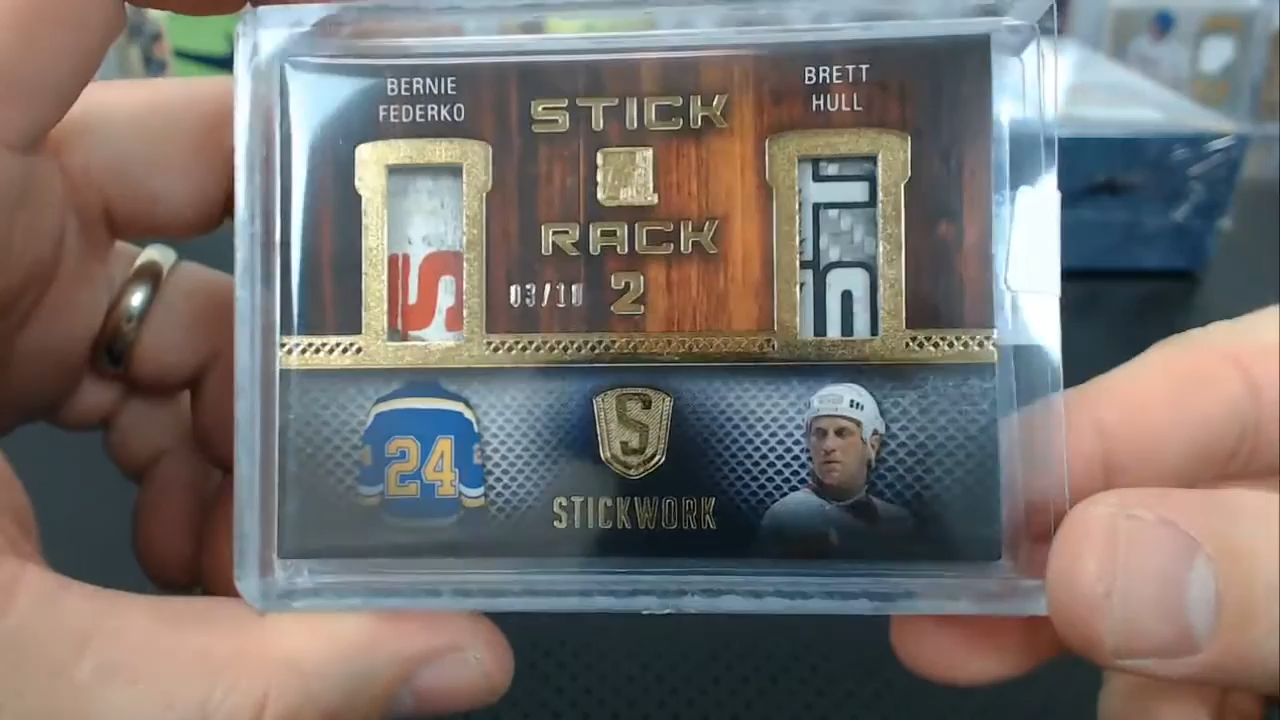 BERNIE
FEDERKO
STICK
RACK
2
03/10
BRETT
HULL
24
S
STICKWORK
S